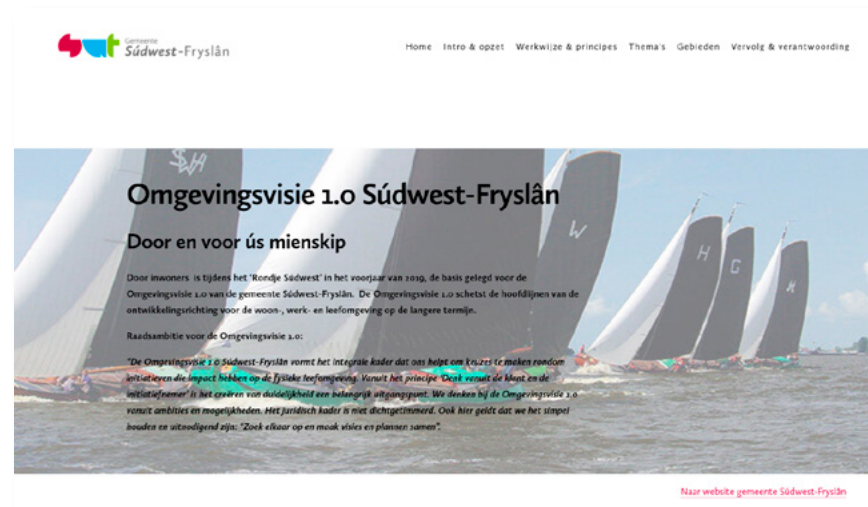 Gemeente
Súdwest-Fryslân
Home Intro & opzet Werkwijze & principes Thema's Gebieden Vervolg & verantwoording
Omgevingsvisie 1.0 Súdwest-Fryslân
Door en voor ús mienskip
Door inwoners is tijdens het 'Rondje Súdwest' in het voorjaar van 2019, de basis gelegd voor de
Omgevingsvisie 1.0 van de gemeente Súdwest-Fryslân. De Omgevingsvisie 1.0 schetst de hoofdlijnen van de
ontwikkelingsrichting voor de woon-, werk- en leefomgeving op de langere termijn.
Raadsambitie voor de Omgevingsvisie 1.0:
"De Omgevingsvisie 1.0 Súdwest-Fryslân vormt het integrale kader dat ons helpt om keuzes te maken rondom
initiatieven die impact hebben op de fysieke leefomgeving. Vanuit het principe 'Denk vanuit de klant en de
initiatiefnemer' is het creëren van duidelijkheid een belangrijk uitgangspunt. We denken bij de Omgevingsvisie 1.0
vanuit ambities en mogelijkheden. Het juridisch kader is niet dichtgetimmerd. Ook hier geldt dat we het simpel
houden en uitnodigend zijn: "Zoek elkaar op en maak visies en plannen samen".
W
H
G
Naar website gemeente Súdwest-Fryslân